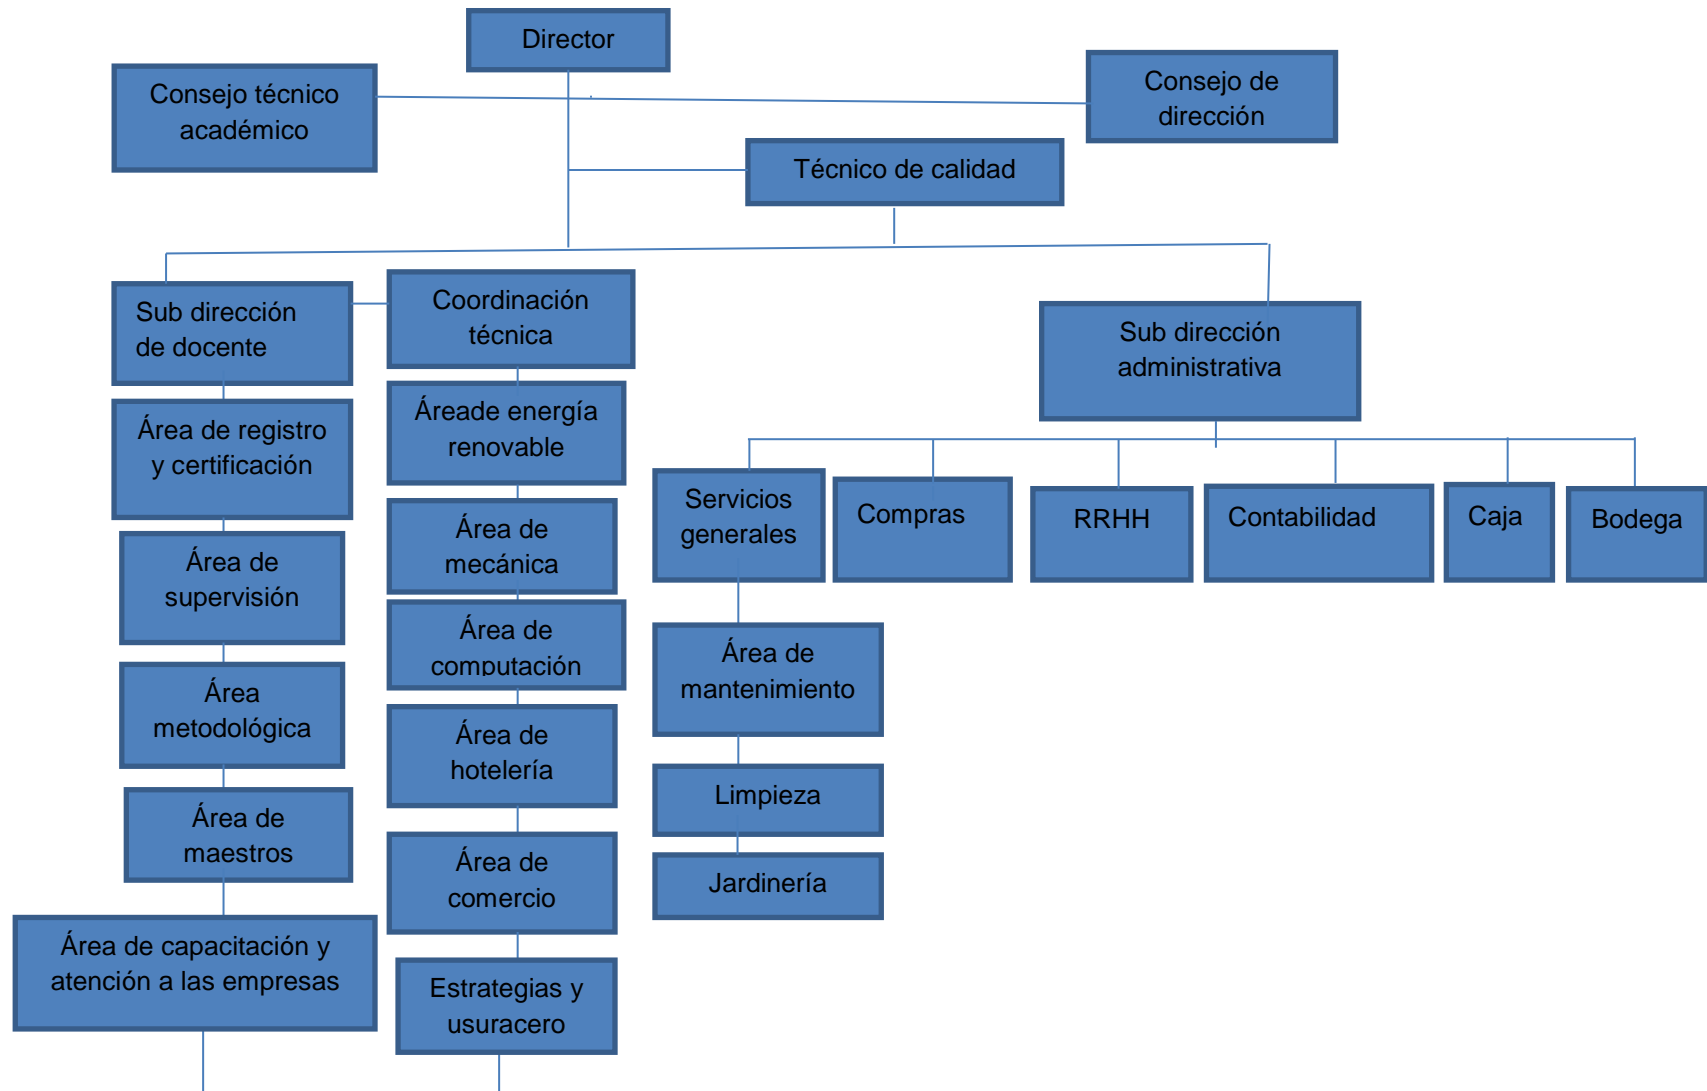 Director
Consejo técnico
académico
Consejo de
dirección
Técnico de calidad
Sub dirección
de docente
Coordinación
técnica
Sub dirección
administrativa
Área de registro
y certificación
Áreade energía
renovable
Servicios
generales
Compras
RRHH
Contabilidad
Caja
Bodega
Área de
supervisión
Área de
mecánica
Área de
computación
Área de
mantenimiento
Área
metodológica
Área de
hotelería
Limpieza
Área de
maestros
Área de
comercio
Jardinería
Área de capacitación y
atención a las empresas
Estrategias y
usuracero